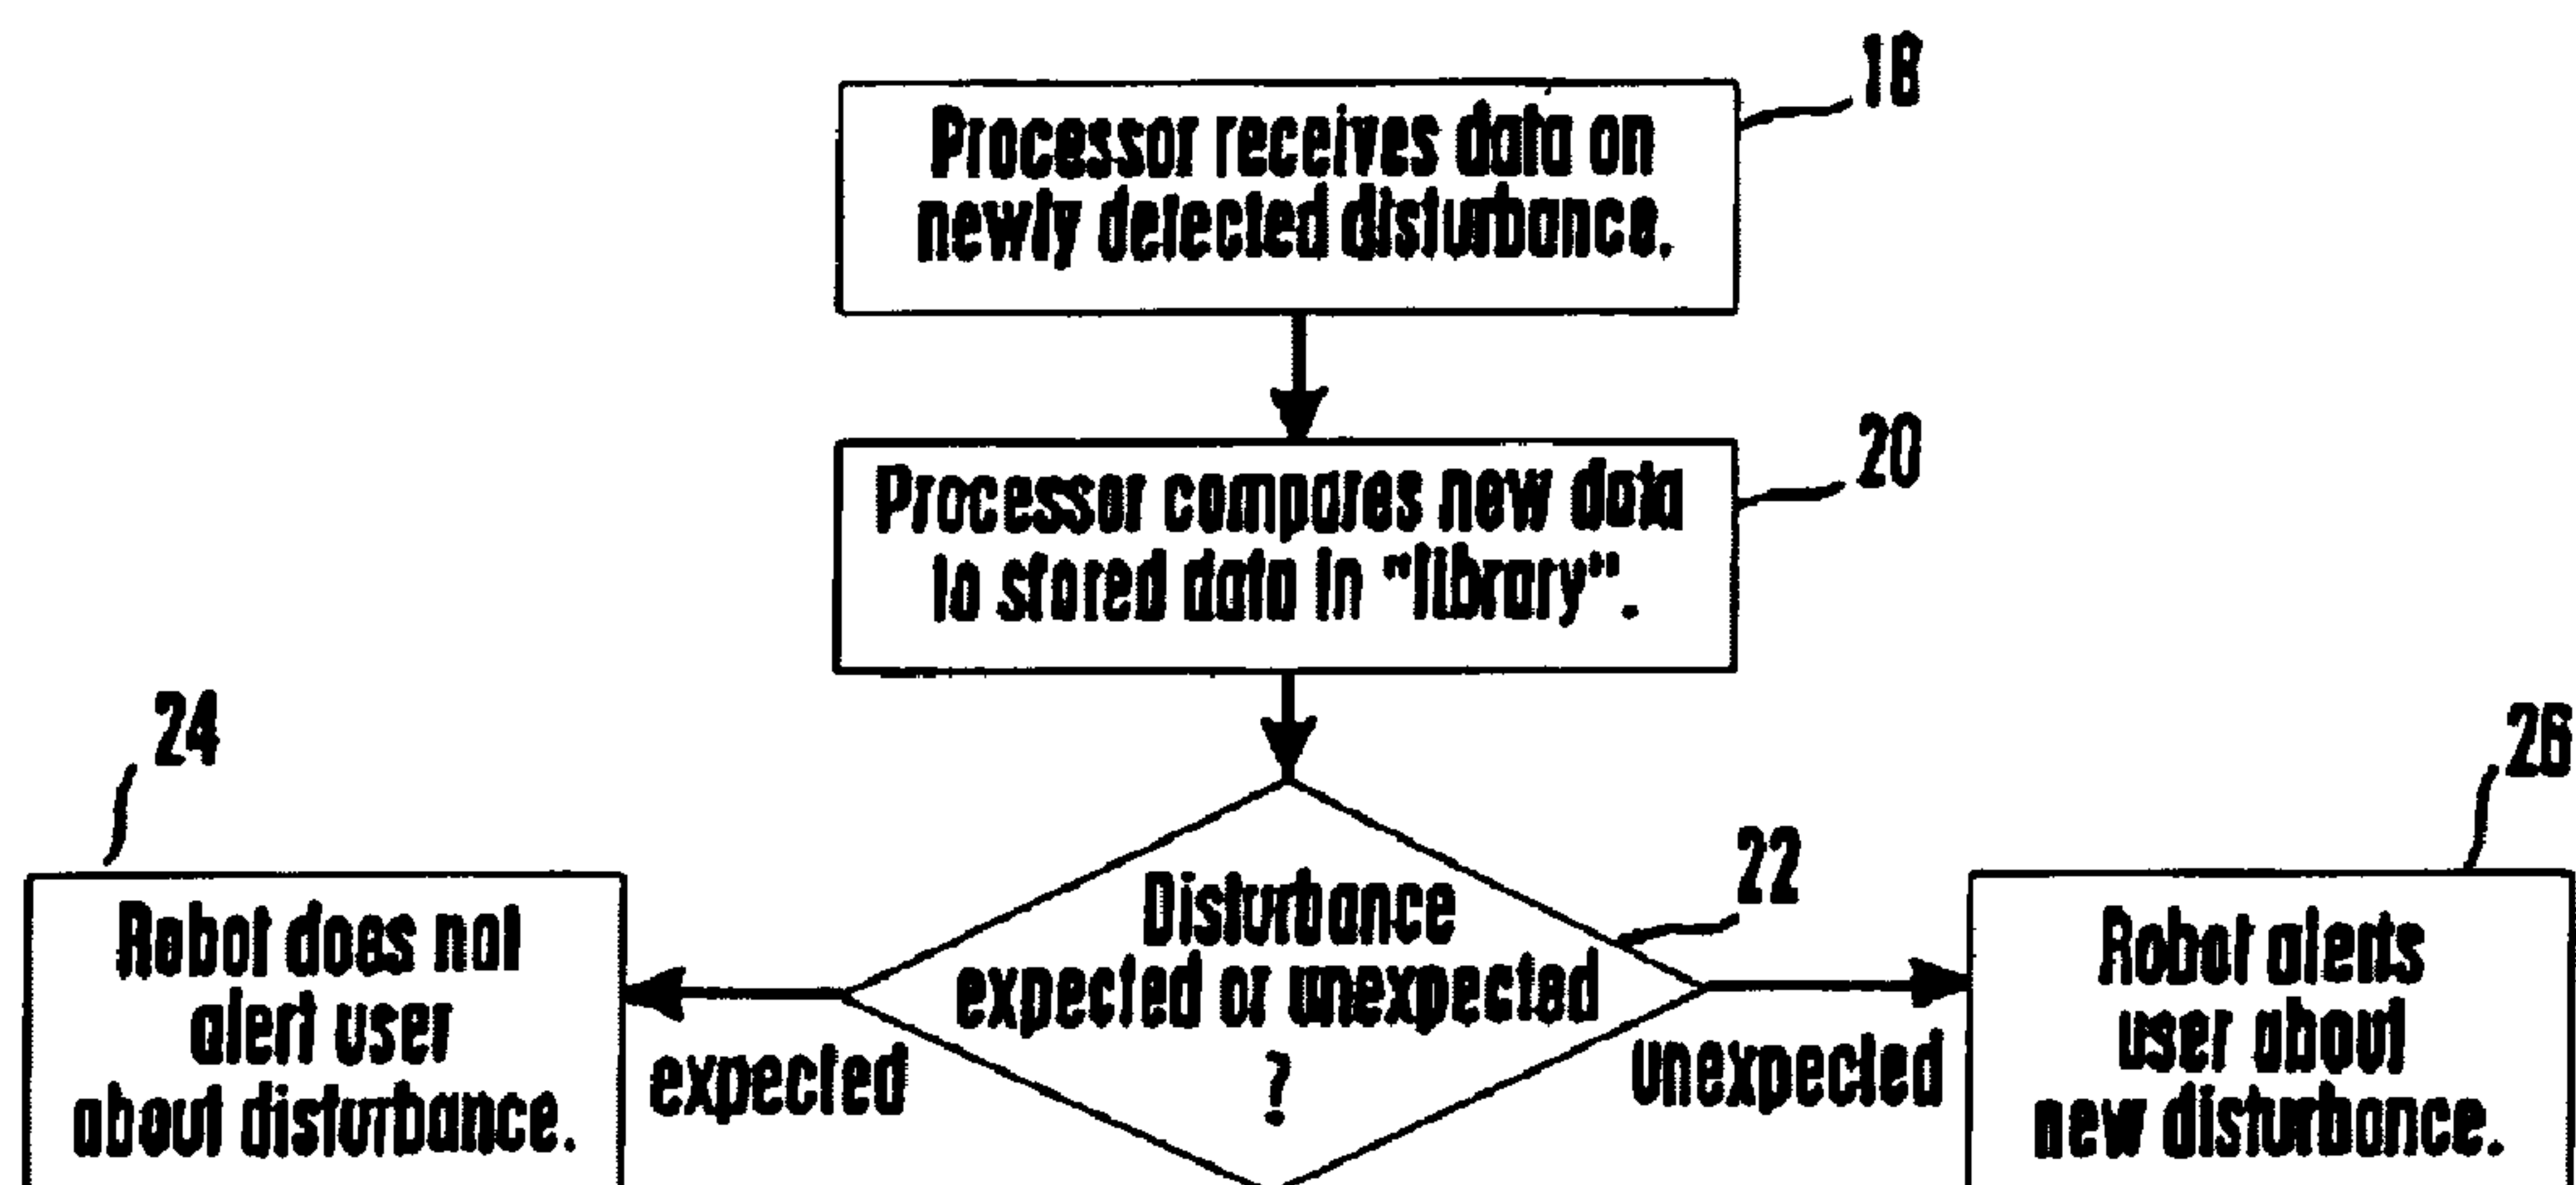 18
Processor receives data on
newly detected disturbance.
20
Processor compares new data
to stored data in "library".
24
26
22
Robot does not
alert user
about disturbance.
expected
Disturbance
expected or unexpected
?
unexpected
Robot alerts
user about
new disturbance.